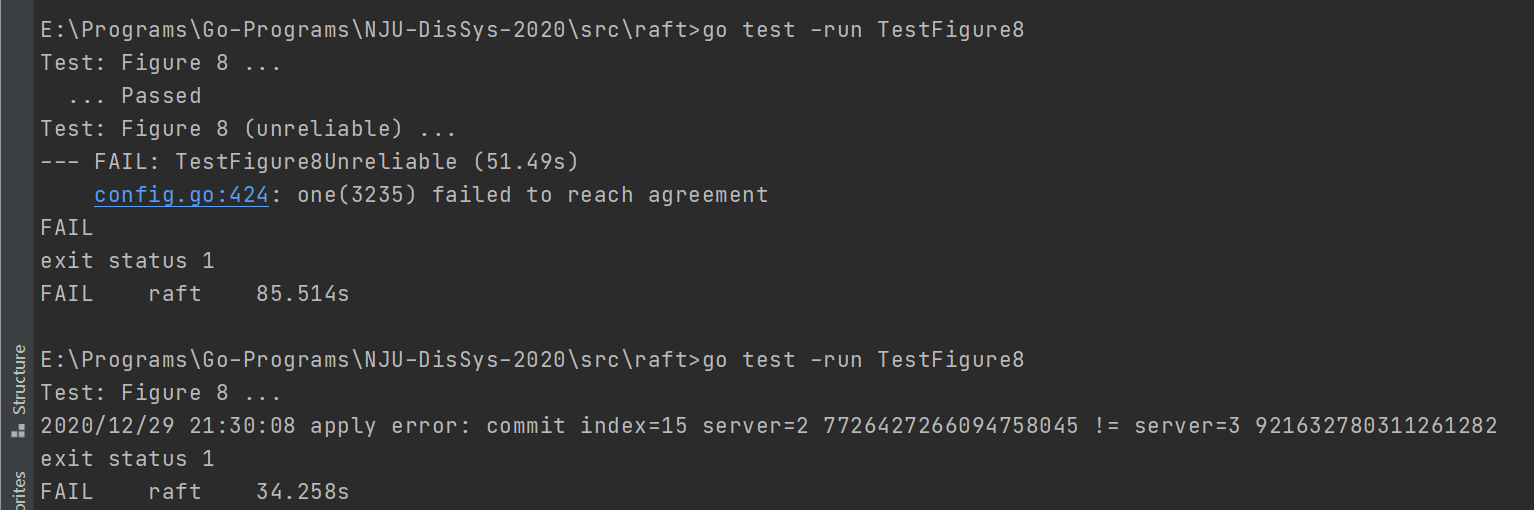 E:\Programs\Go-Programs\NJU-DisSys-2020\src\raft>go test -run TestFigure8
Test: Figure 8 ...
  ... Passed
Test: Figure 8 (unreliable) ...
--- FAIL: TestFigure8Unreliable (51.49s)
    config.go:424: one(3235) failed to reach agreement
FAIL
exit status 1
FAIL    raft    85.514s
E:\Programs\Go-Programs\NJU-DisSys-2020\src\raft>go test -run TestFigure8
Test: Figure 8 ...
2020/12/29 21:30:08 apply error: commit index=15 server=2 7726427266094758045 != server=3 921632780311261282
exit status 1
FAIL    raft    34.258s
Structure